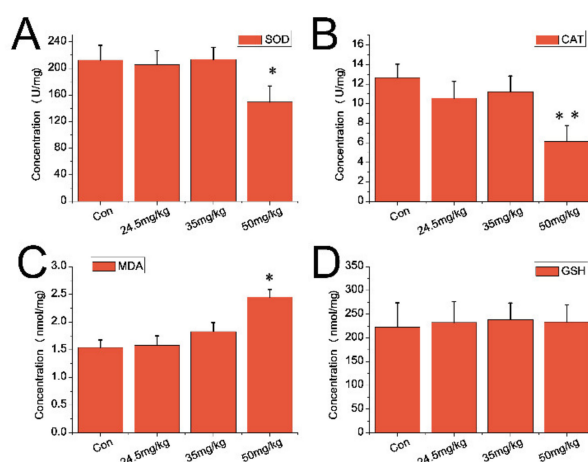 A
SOD
Concentration ( U/mg)
240
200
160
120
80
40
0
*
Con
24.5mg/kg
35mg/kg
50mg/kg
B
CAT
Concentration ( U/mg)
16
14
12
10
8
6
4
2
0
* *
Con
24.5mg/kg
35mg/kg
50mg/kg
C
MDA
Concentration ( nmol/mg)
3.0
2.5
2.0
1.5
1.0
0.5
0.0
*
Con
24.5mg/kg
35mg/kg
50mg/kg
D
GSH
Concentration ( nmol/mg)
350
300
250
200
150
100
50
0
Con
24.5mg/kg
35mg/kg
50mg/kg